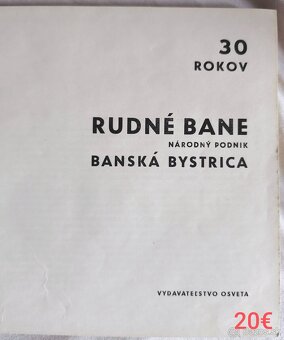 30
ROKOV
RUDNÉ BANE
NÁRODNÝ PODNIK
BANSKÁ BYSTRICA
VYDAVATEĽSTVO OSVETA
20€